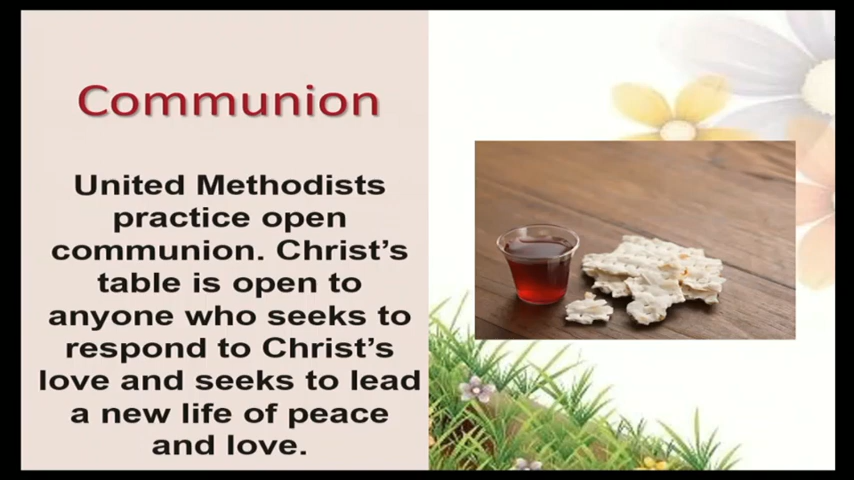 Communion
United Methodists
practice open
communion. Christ’s
table is open to
anyone who seeks to
respond to Christ’s
love and seeks to lead
a new life of peace
and love.